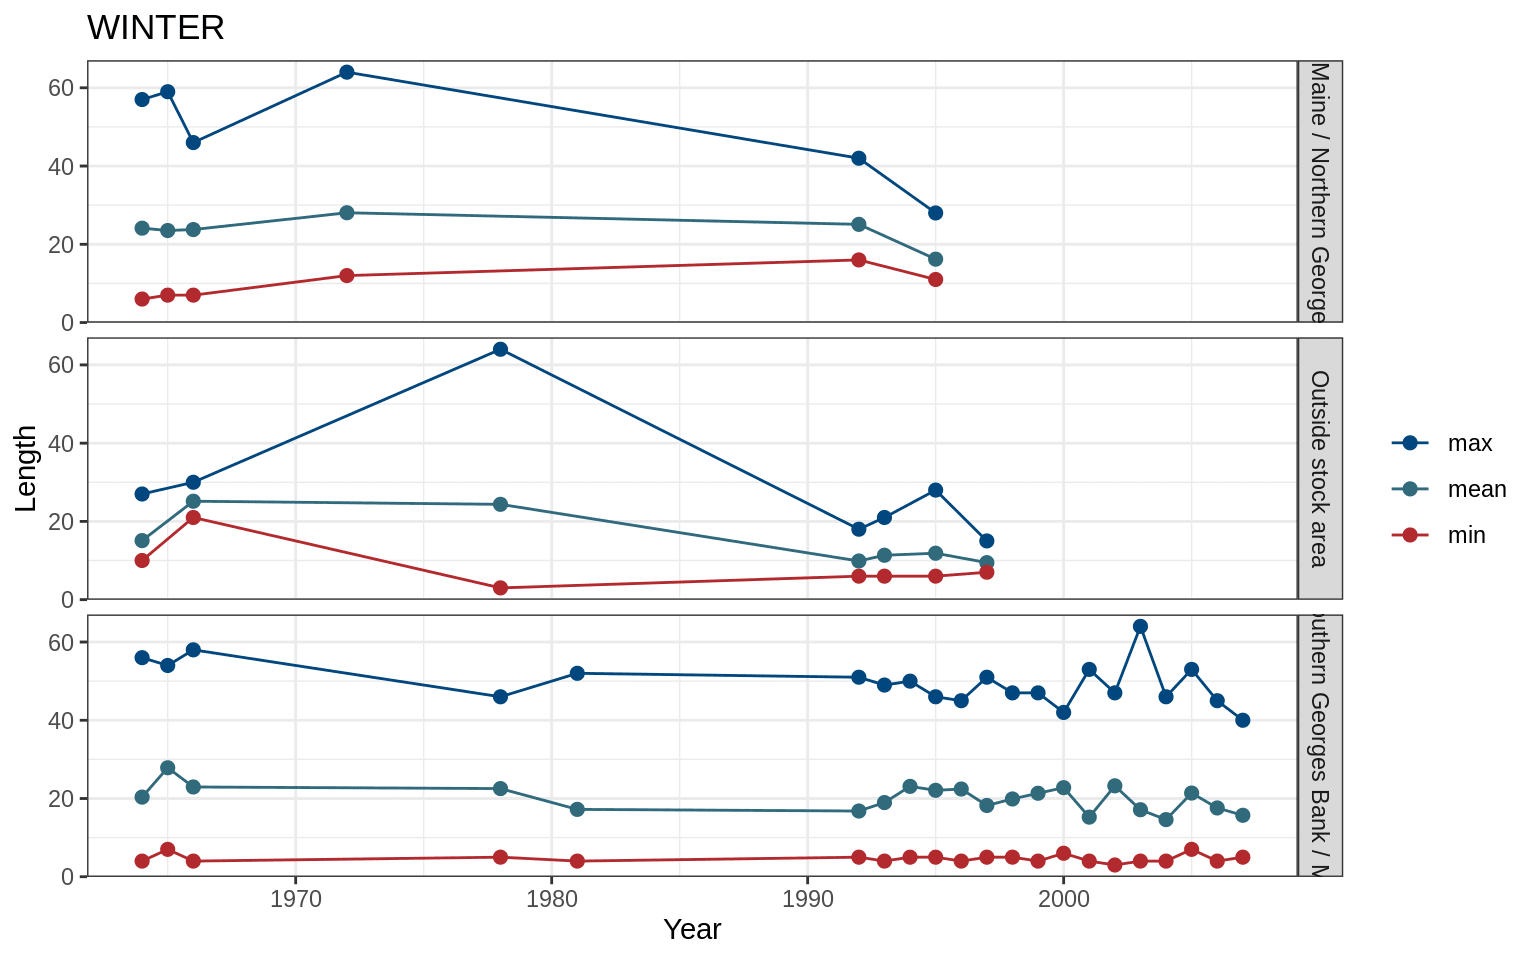 WINTER
60
40
20
0
Maine / Northern George
60
40
20
0
Outside stock area
60
40
20
0
uthern Georges Bank / M
1970
1980
1990
2000
Year
Length
max
mean
min